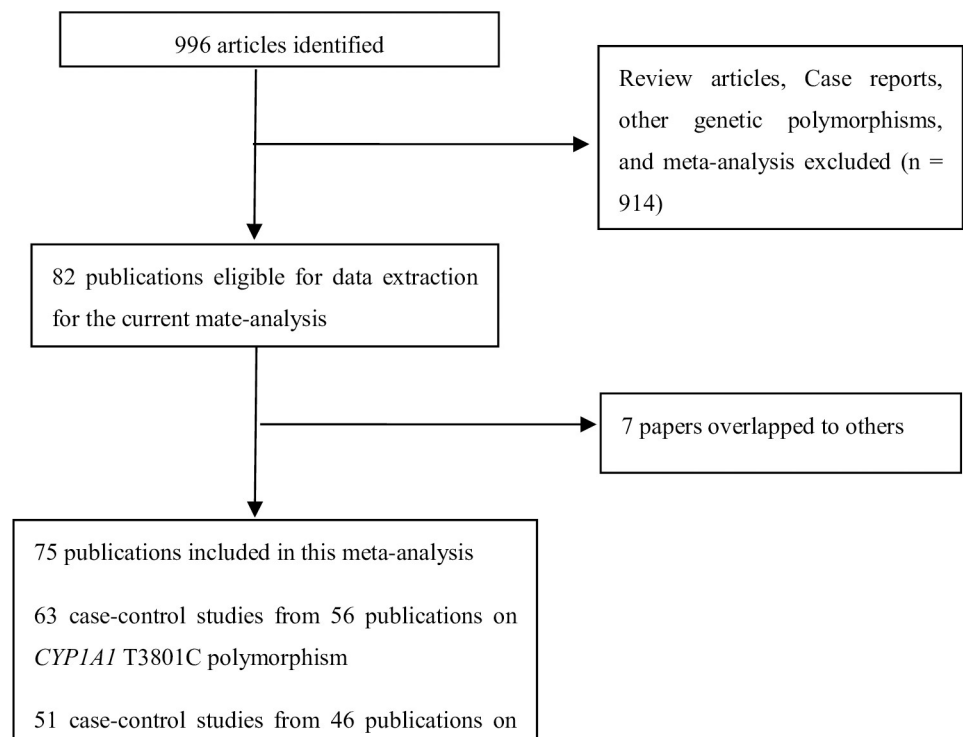 996 articles identified
Review articles, Case reports,
other genetic polymorphisms,
and meta-analysis excluded (n =
914)
82 publications eligible for data extraction
for the current mate-analysis
7 papers overlapped to others
75 publications included in this meta-analysis
63 case-control studies from 56 publications on
CYP1A1 T3801C polymorphism
51 case-control studies from 46 publications on